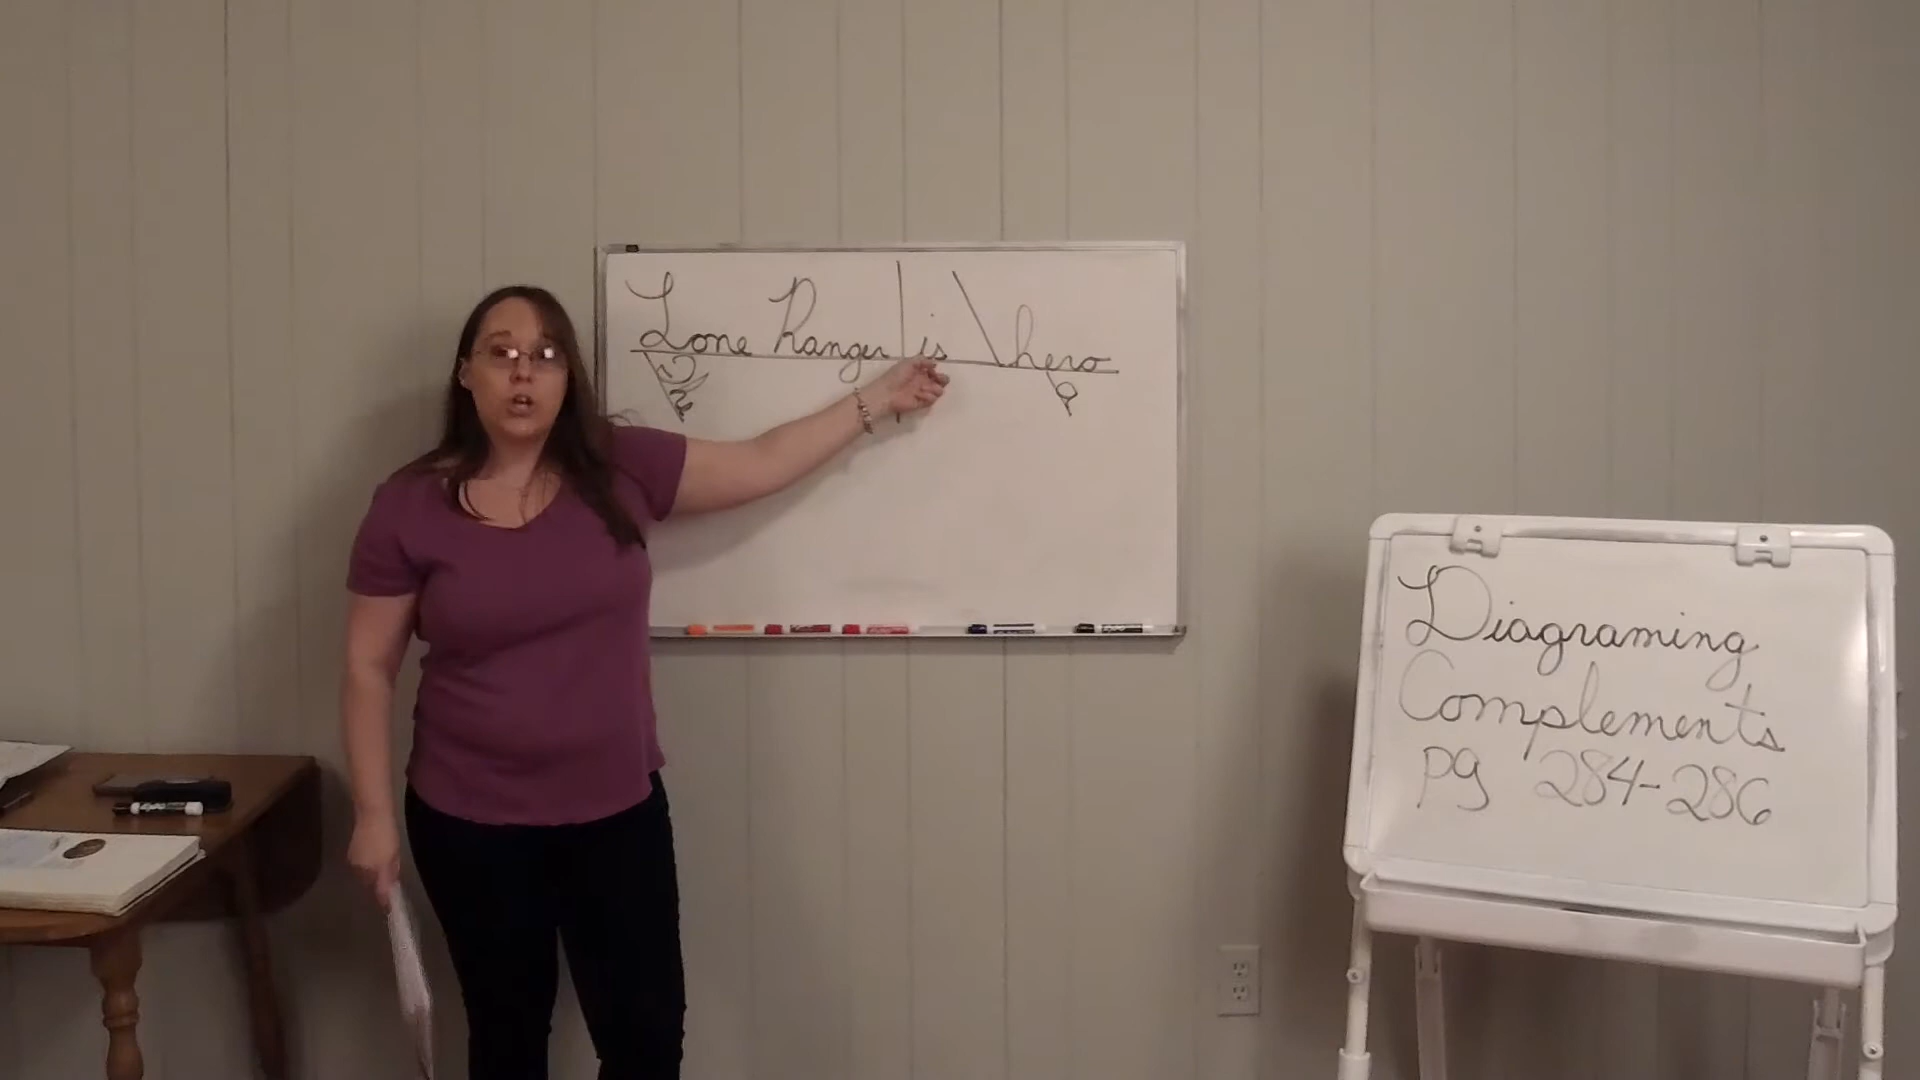 Lone Ranger is hero
The a
Diagraming
Complements
pg 284-286